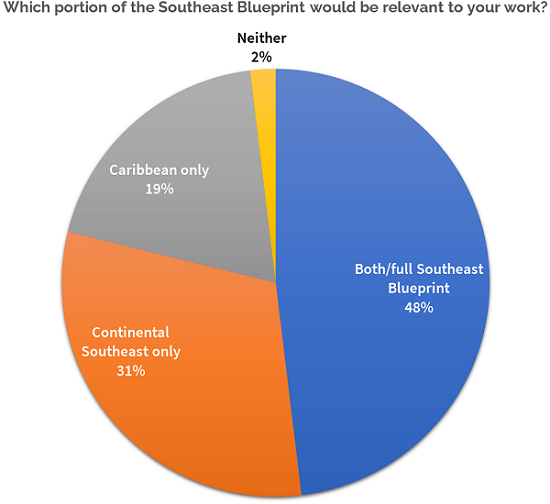 Which portion of the Southeast Blueprint would be relevant to your work?
Neither
2%
Caribbean only
19%
Both/full Southeast
Blueprint
48%
Continental
Southeast only
31%